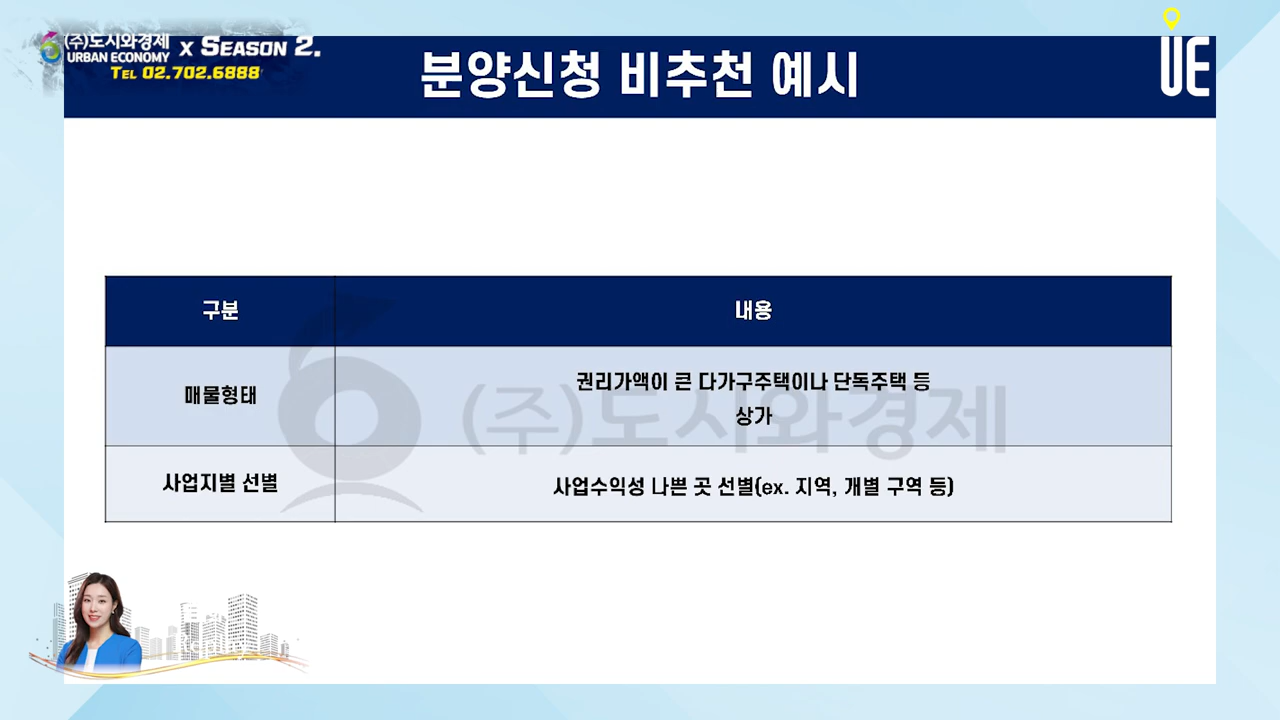 (주)도시와경제
URBAN ECONOMY
X SEASON 2.
TEL 02.702.6888
분양신청 비추천 예시
UE
구분
내용
매물형태
권리가액이 큰 다가구주택이나 단독주택 등
상가
사업지별 선별
사업수익성 나쁜 곳 선별(ex. 지역, 개별 구역 등)
(주)도시와경제